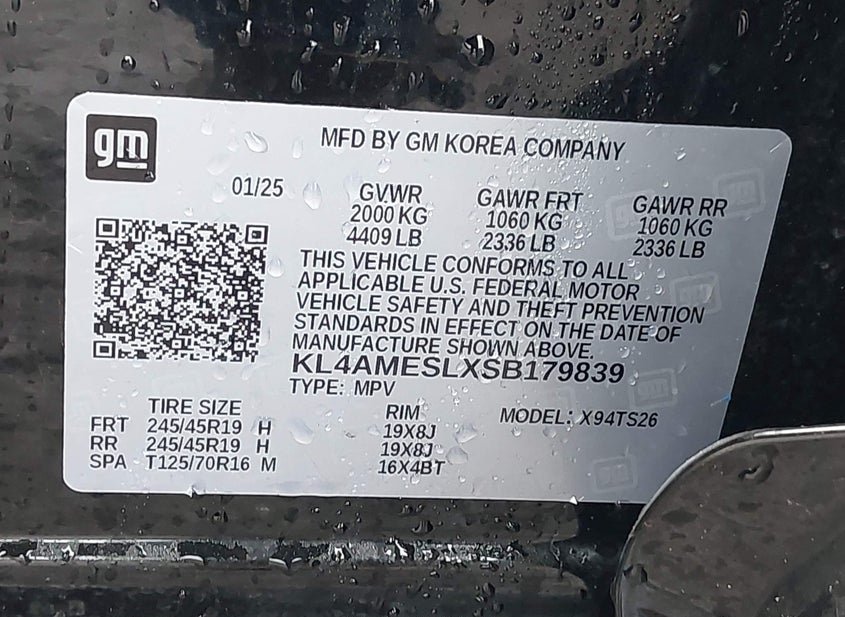 gm
MFD BY GM KOREA COMPANY
01/25
GVWR GAWR FRT GAWR RR
2000 KG 1060 KG 1060 KG
4409 LB 2336 LB 2336 LB
THIS VEHICLE CONFORMS TO ALL
APPLICABLE U.S. FEDERAL MOTOR
VEHICLE SAFETY AND THEFT PREVENTION
STANDARDS IN EFFECT ON THE DATE OF
MANUFACTURE SHOWN ABOVE.
KL4AMESLXSB179839
TYPE: MPV
TIRE SIZE RIM MODEL: X94TS26
FRT 245/45R19 H 19X8J
RR 245/45R19 H 19X8J
SPA T125/70R16 M 16X4BT